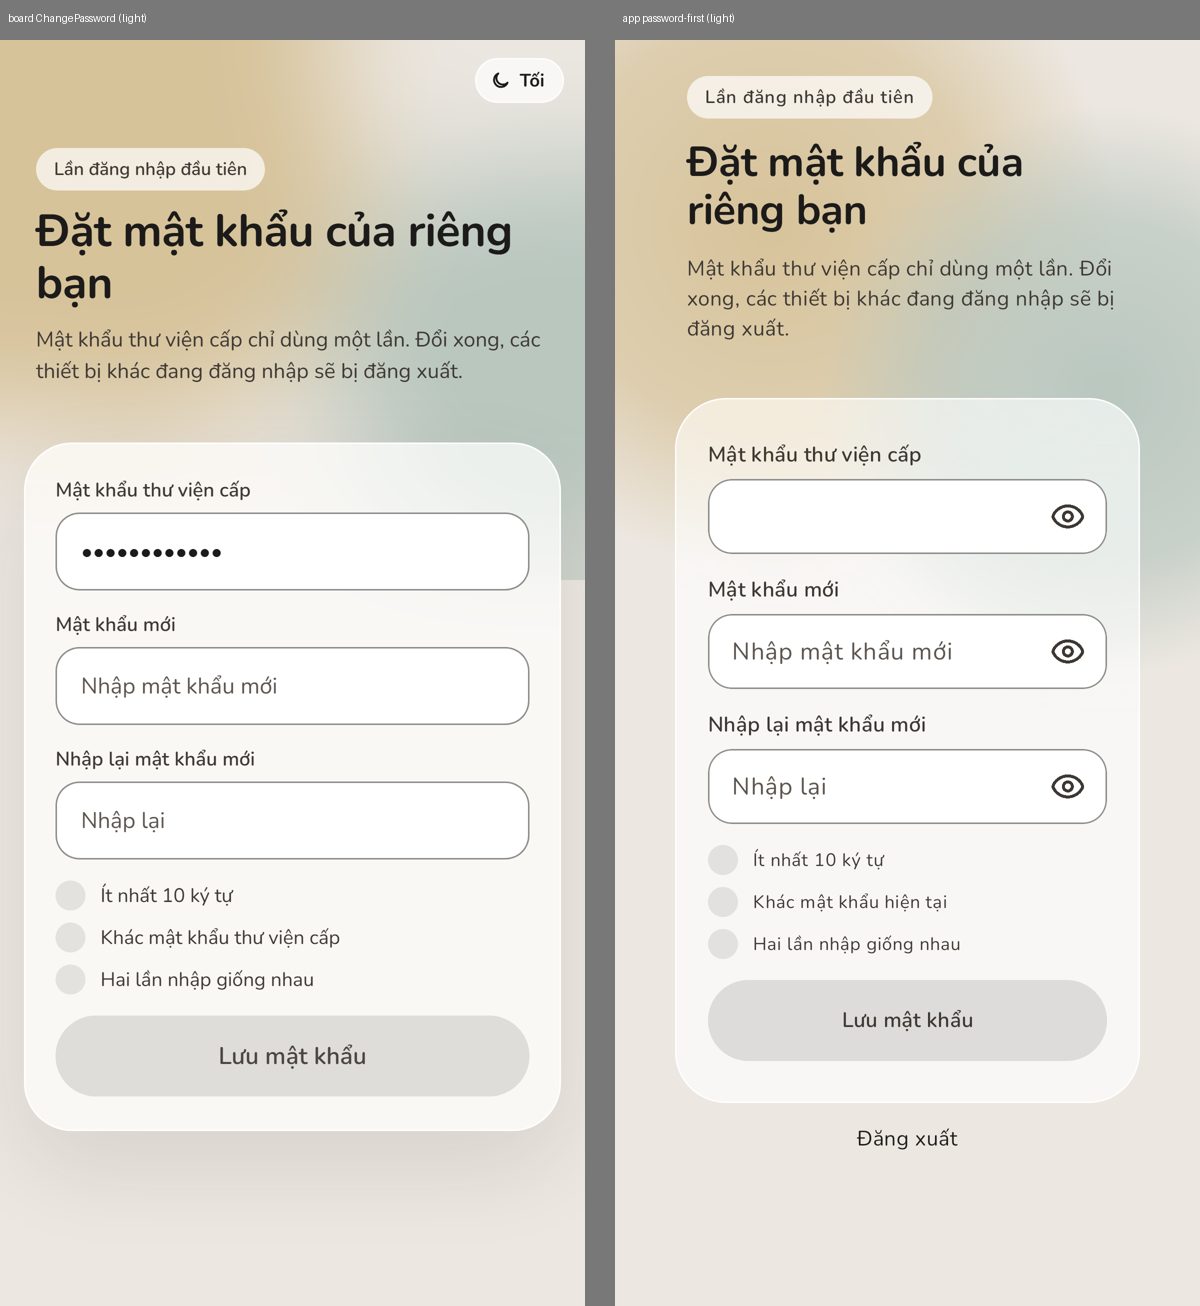 board ChangePassword (light)
Tối
Lần đăng nhập đầu tiên
Đặt mật khẩu của riêng
bạn
Mật khẩu thư viện cấp chỉ dùng một lần. Đổi xong, các
thiết bị khác đang đăng nhập sẽ bị đăng xuất.
Mật khẩu thư viện cấp
••••••••••••
Mật khẩu mới
Nhập mật khẩu mới
Nhập lại mật khẩu mới
Nhập lại
Ít nhất 10 ký tự
Khác mật khẩu thư viện cấp
Hai lần nhập giống nhau
Lưu mật khẩu
app password-first (light)
Lần đăng nhập đầu tiên
Đặt mật khẩu của
riêng bạn
Mật khẩu thư viện cấp chỉ dùng một lần. Đổi
xong, các thiết bị khác đang đăng nhập sẽ bị
đăng xuất.
Mật khẩu thư viện cấp
Mật khẩu mới
Nhập mật khẩu mới
Nhập lại mật khẩu mới
Nhập lại
Ít nhất 10 ký tự
Khác mật khẩu hiện tại
Hai lần nhập giống nhau
Lưu mật khẩu
Đăng xuất